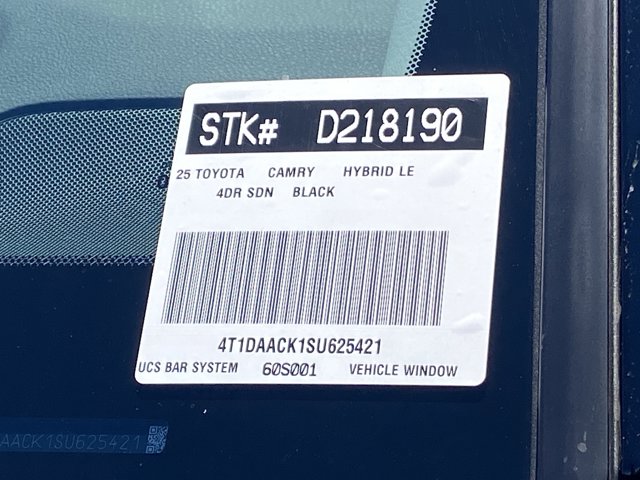 STK# D218190
25 TOYOTA CAMRY HYBRID LE
4DR SDN BLACK
4T1DAACK1SU625421
UCS BAR SYSTEM 60S001 VEHICLE WINDOW
AACK1SU625421